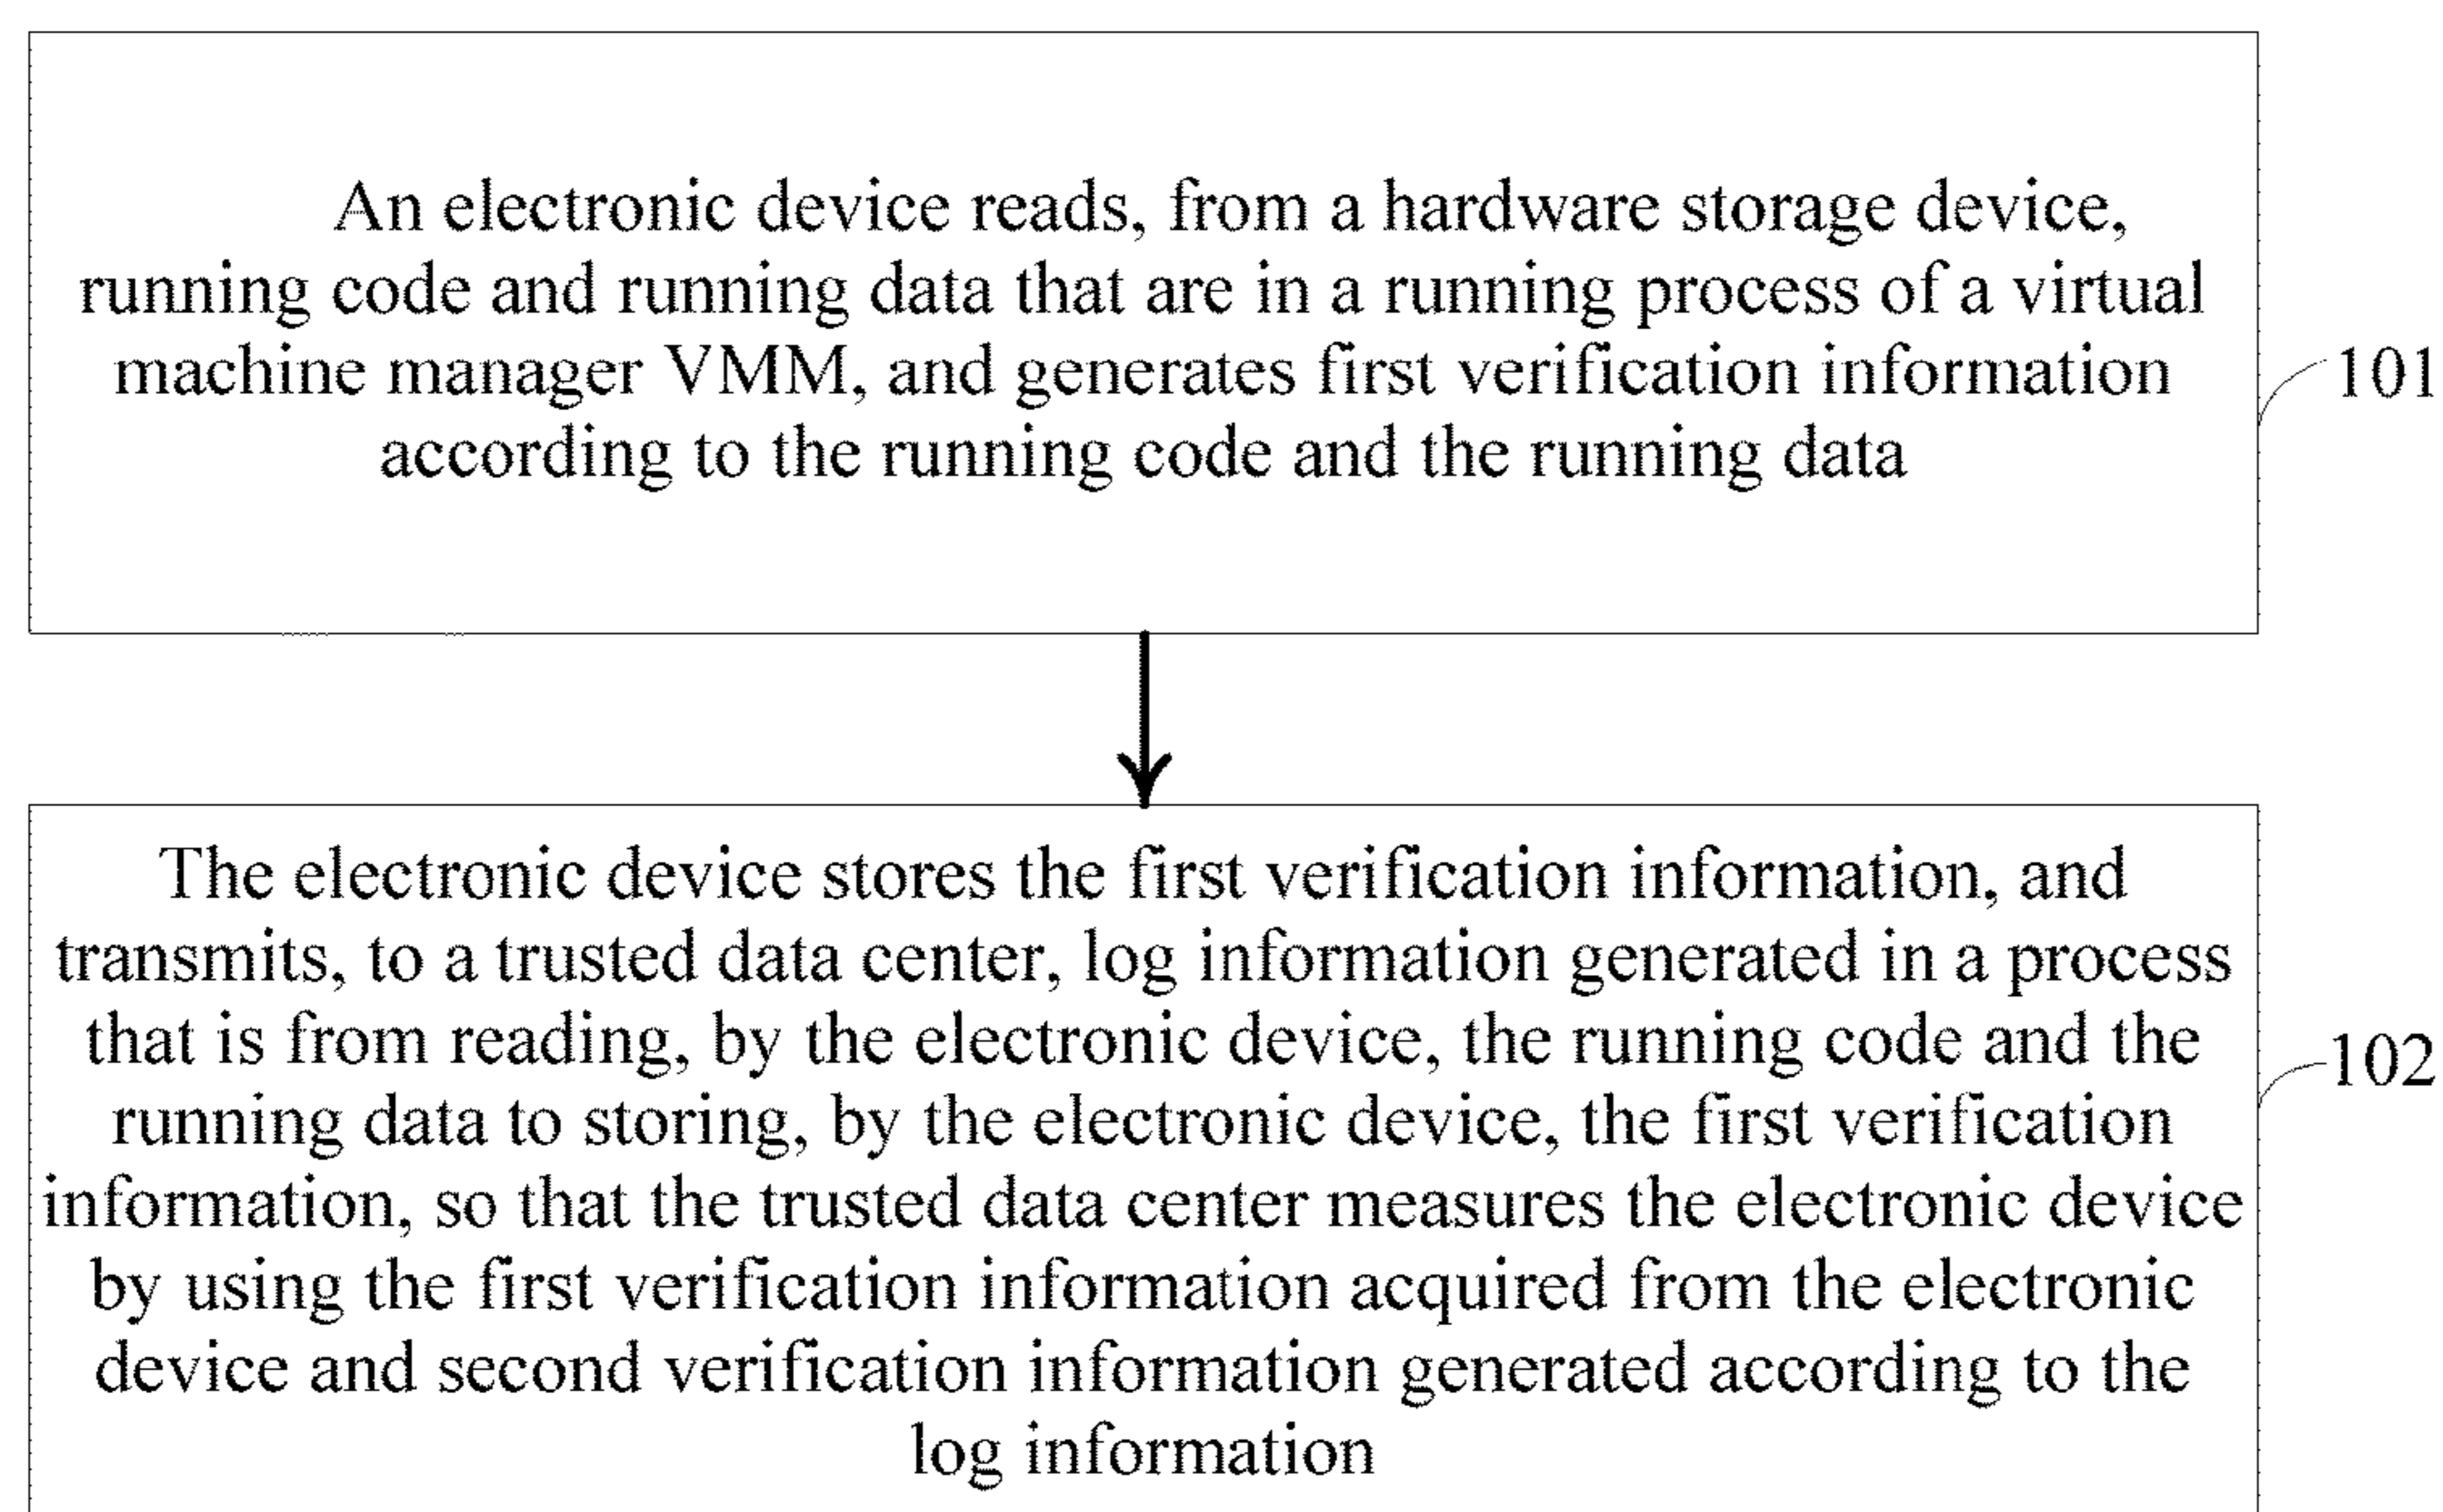 An electronic device reads, from a hardware storage device,
running code and running data that are in a running process of a virtual
machine manager VMM, and generates first verification information
according to the running code and the running data
101
The electronic device stores the first verification information, and
transmits, to a trusted data center, log information generated in a process
that is from reading, by the electronic device, the running code and the
running data to storing, by the electronic device, the first verification
information, so that the trusted data center measures the electronic device
by using the first verification information acquired from the electronic
device and second verification information generated according to the
log information
102